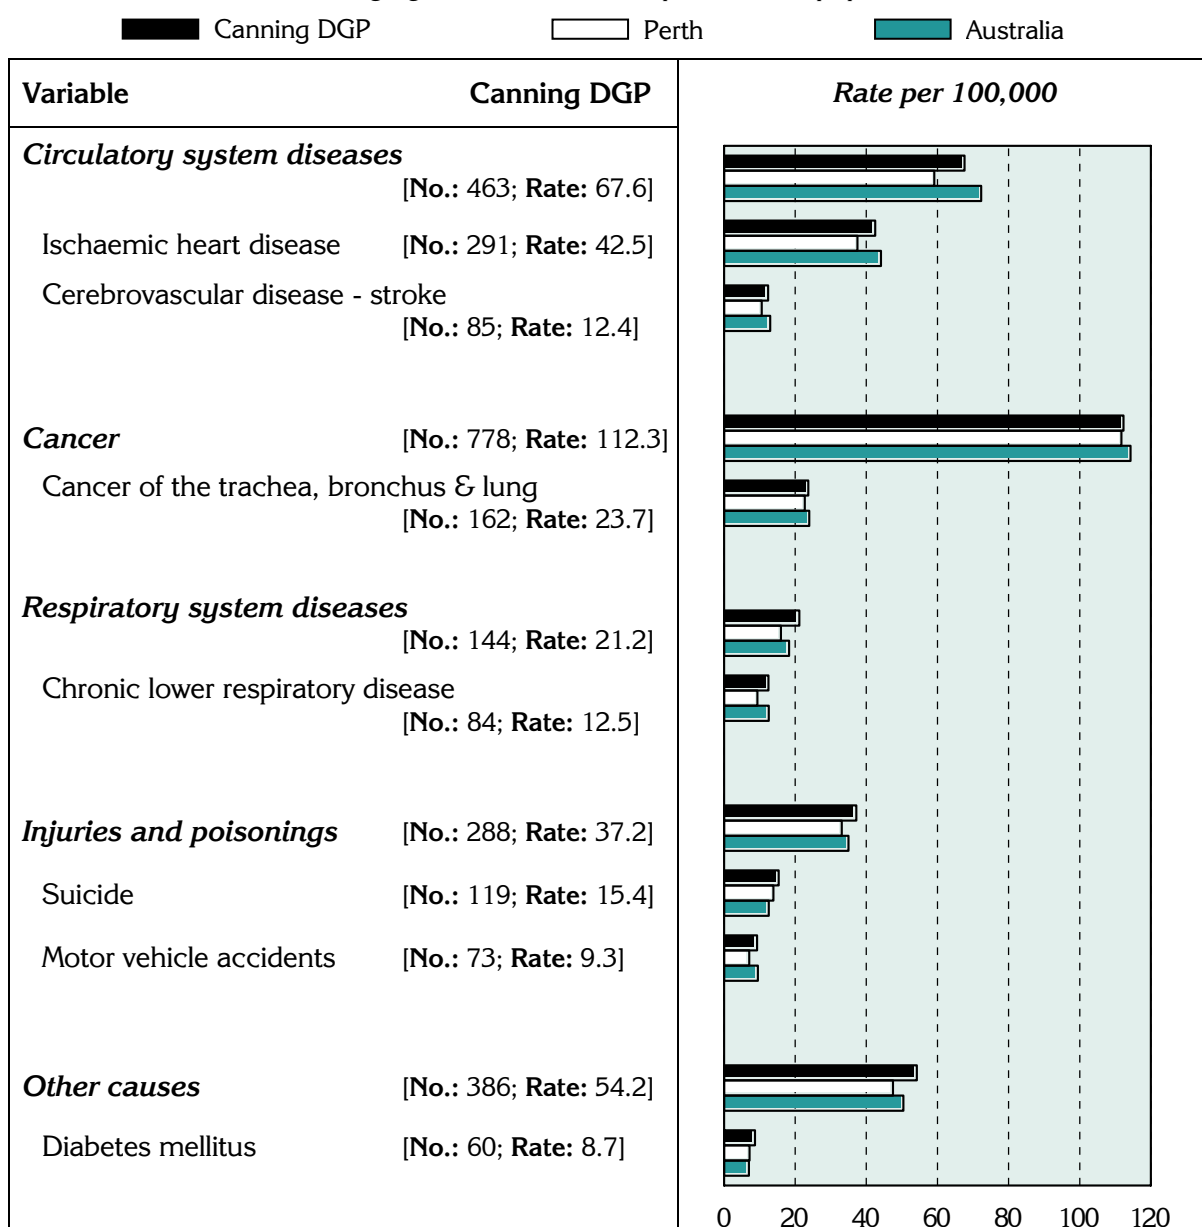 Canning DGP Perth Australia
Variable Canning DGP Rate per 100,000
Circulatory system diseases
[No.: 463; Rate: 67.6]
Ischaemic heart disease [No.: 291; Rate: 42.5]
Cerebrovascular disease - stroke
[No.: 85; Rate: 12.4]
Cancer [No.: 778; Rate: 112.3]
Cancer of the trachea, bronchus & lung
[No.: 162; Rate: 23.7]
Respiratory system diseases
[No.: 144; Rate: 21.2]
Chronic lower respiratory disease
[No.: 84; Rate: 12.5]
Injuries and poisonings [No.: 288; Rate: 37.2]
Suicide [No.: 119; Rate: 15.4]
Motor vehicle accidents [No.: 73; Rate: 9.3]
Other causes [No.: 386; Rate: 54.2]
Diabetes mellitus [No.: 60; Rate: 8.7]
0 20 40 60 80 100 120